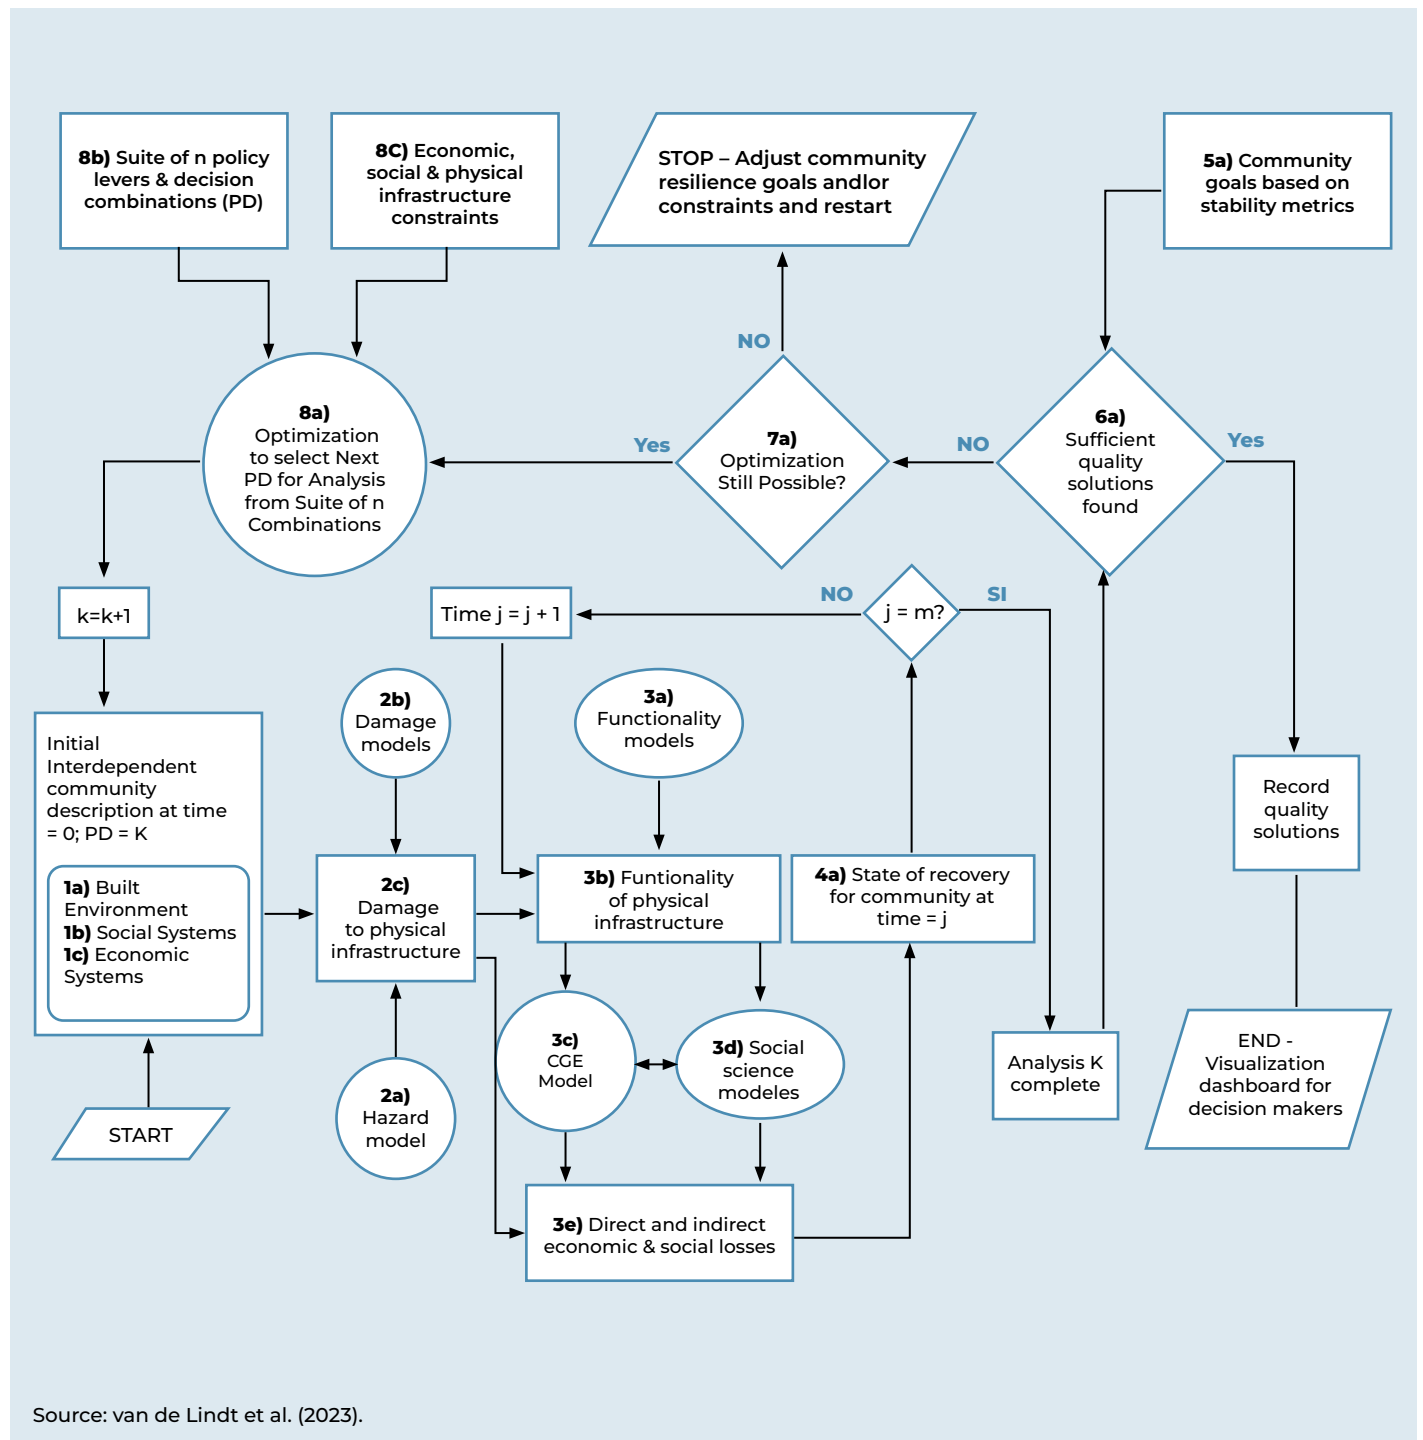 8b) Suite of n policy
levers & decision
combinations (PD)
8C) Economic,
social & physical
infrastructure
constraints
STOP – Adjust community
resilience goals andlor
constraints and restart
5a) Community
goals based on
stability metrics
NO
8a)
Optimization
to select Next
PD for Analysis
from Suite of n
Combinations
Yes
7a)
Optimization
Still Possible?
NO
6a)
Sufficient
quality
solutions
found
Yes
k=k+1
Time j = j + 1
NO
j = m?
SI
2b)
Damage
models
3a)
Functionality
models
Initial
Interdependent
community
description at time
= 0; PD = K
1a) Built
Environment
1b) Social Systems
1c) Economic
Systems
2c)
Damage
to physical
infrastructure
3b) Funtionality
of physical
infrastructure
4a) State of recovery
for community at
time = j
Record
quality
solutions
3c)
CGE
Model
3d) Social
science
modeles
Analysis K
complete
END -
Visualization
dashboard for
decision makers
START
2a)
Hazard
model
3e) Direct and indirect
economic & social losses
Source: van de Lindt et al. (2023).